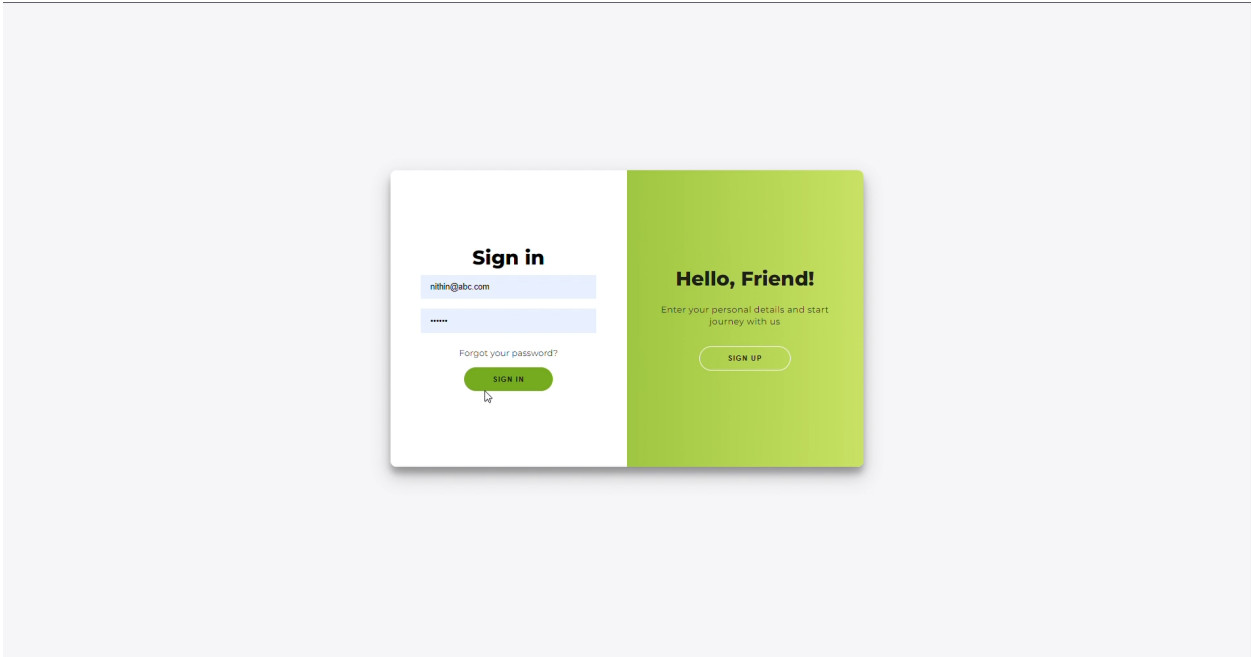 Sign in
nithin@abc.com
••••••
Forgot your password?
SIGN IN
Hello, Friend!
Enter your personal details and start
journey with us
SIGN UP